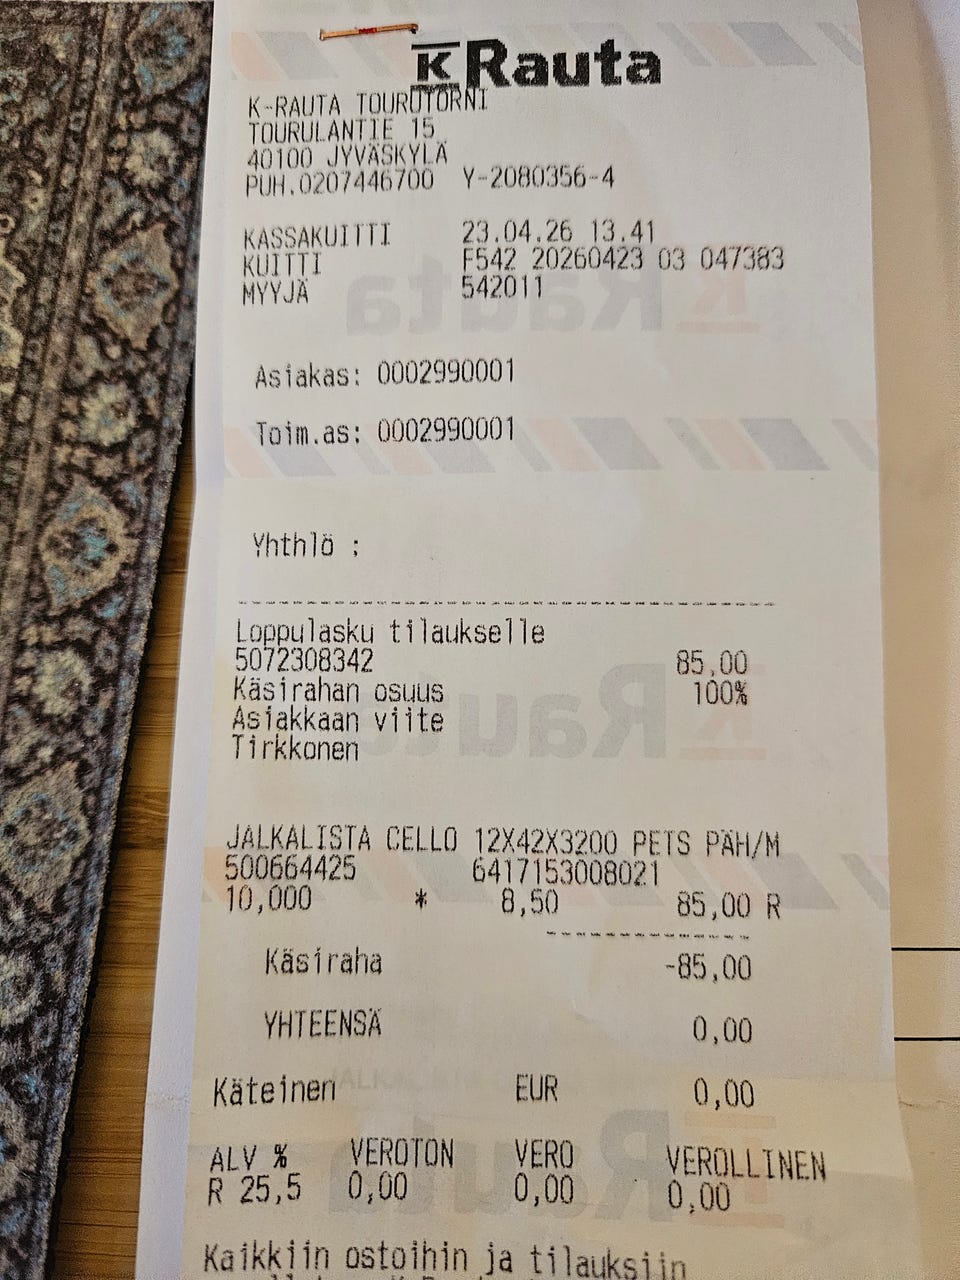 K Rauta
K-RAUTA TOURUTORNI
TOURULANTIE 15
40100 JYVÄSKYLÄ
PUH.0207446700 Y-2080356-4
KASSAKUITTI 23.04.26 13.41
KUITTI F542 20260423 03 047383
MYYJÄ 542011
Asiakas: 0002990001
Toim.as: 0002990001
Yhthlö :
Loppulasku tilaukselle
5072308342 85,00
Käsirahan osuus 100%
Asiakkaan viite
Tirkkonen
JALKALISTA CELLO 12X42X3200 PETS PÄH/M
500664425 6417153008021
10,000 * 8,50 85,00 R
Käsiraha -85,00
YHTEENSÄ 0,00
Käteinen EUR 0,00
ALV % VEROTON VERO VEROLLINEN
R 25,5 0,00 0,00 0,00
Kaikkiin ostoihin ja tilauksiin